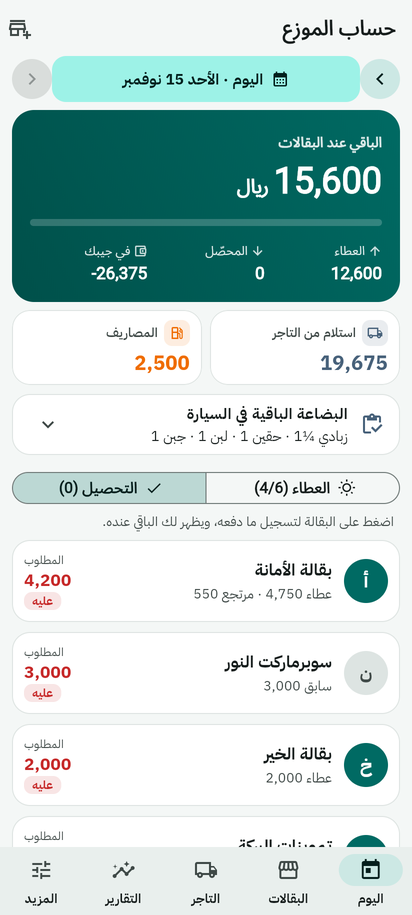 حساب الموزع
اليوم · الأحد 15 نوفمبر
الباقي عند البقالات
15,600 ريال
العطاء
12,600
المحصّل
0
في جيبك
-26,375
استلام من التاجر
19,675
المصاريف
2,500
البضاعة الباقية في السيارة
زبادي ¼1 · حقين 1 · لبن 1 · جبن 1
العطاء (4/6)
التحصيل (0)
اضغط على البقالة لتسجيل ما دفعه، ويظهر لك الباقي عنده.
أ
بقالة الأمانة
عطاء 4,750 · مرتجع 550
المطلوب
4,200
عليه
ن
سوبرماركت النور
سابق 3,000
المطلوب
3,000
عليه
خ
بقالة الخير
عطاء 2,000
المطلوب
2,000
عليه
تموينات البركة
المطلوب
اليوم
البقالات
التاجر
التقارير
المزيد